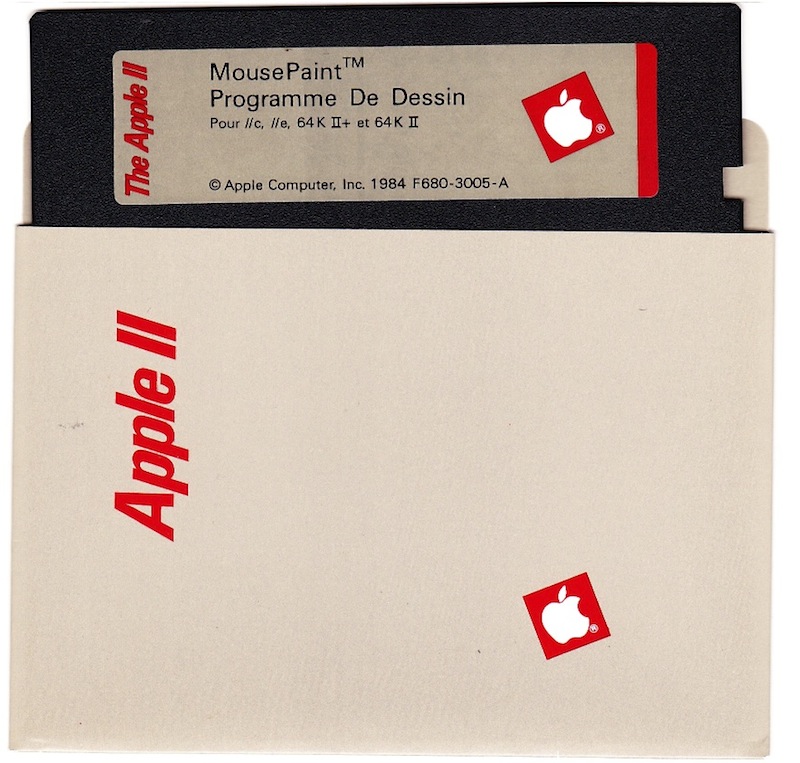 The Apple II
MousePaint™
Programme De Dessin
Pour //c, //e, 64K II+ et 64K II
© Apple Computer, Inc. 1984 F680-3005-A
®
Apple II
®